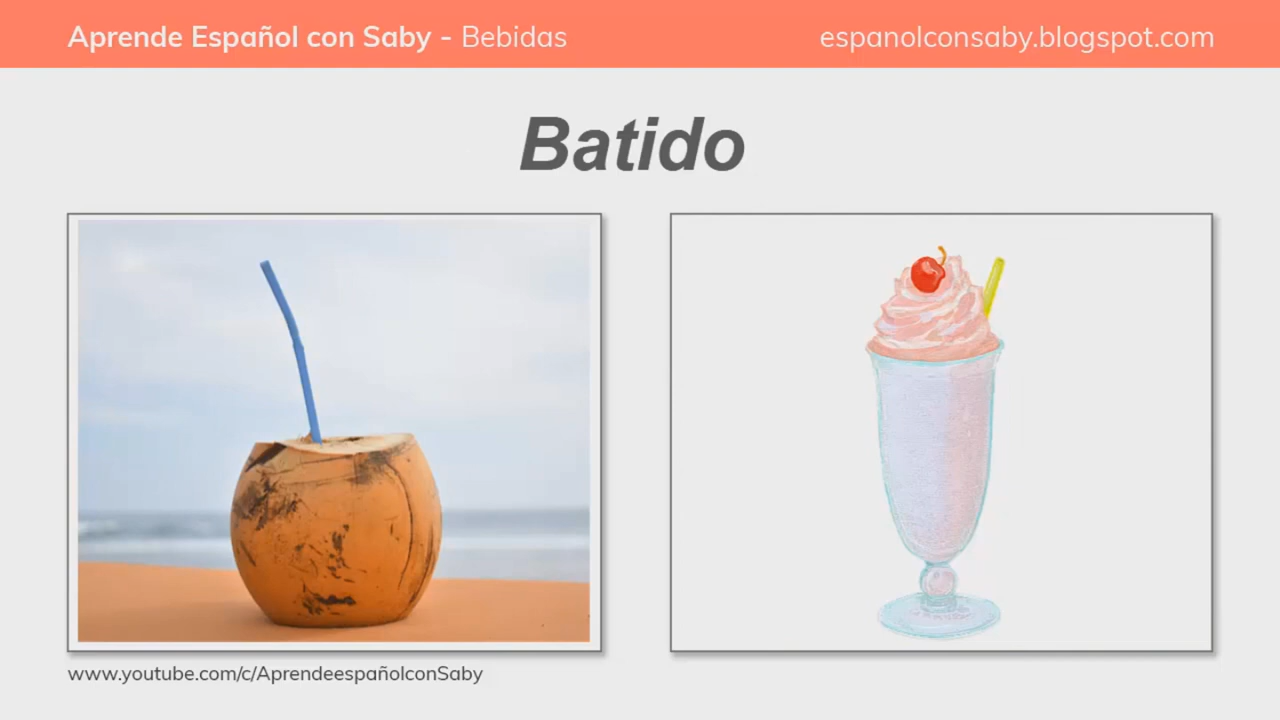 Aprende Español con Saby - Bebidas
espanolconsaby.blogspot.com
Batido
www.youtube.com/c/AprendeespañolconSaby